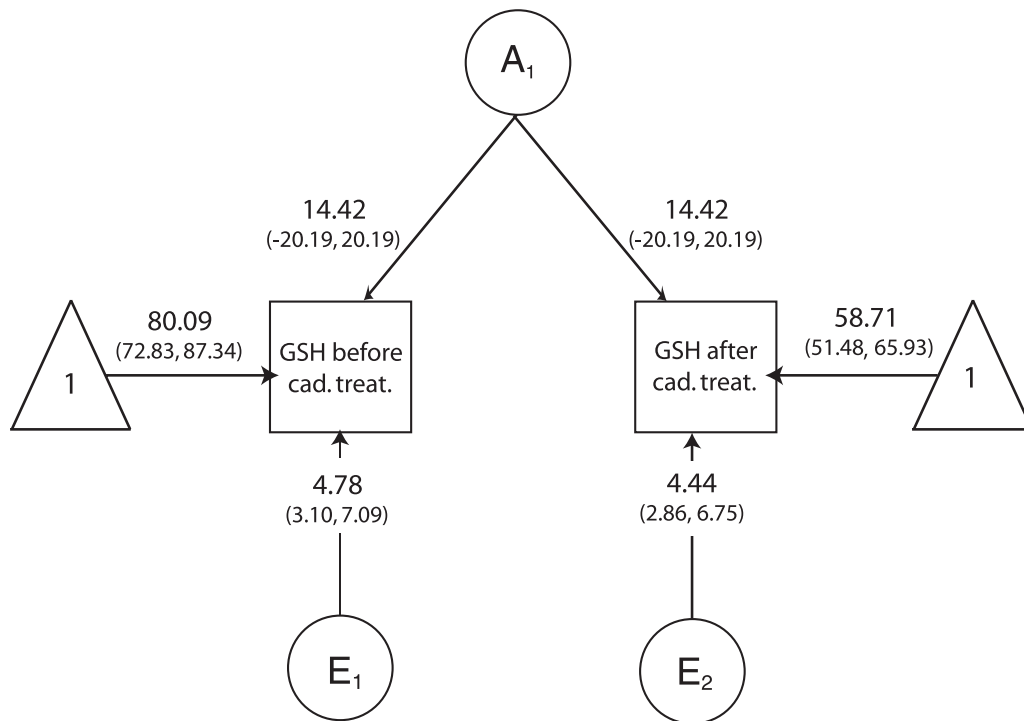 A₁
14.42
(-20.19, 20.19)
14.42
(-20.19, 20.19)
1
80.09
(72.83, 87.34)
GSH before
cad. treat.
GSH after
cad. treat.
58.71
(51.48, 65.93)
1
4.78
(3.10, 7.09)
4.44
(2.86, 6.75)
E₁
E₂